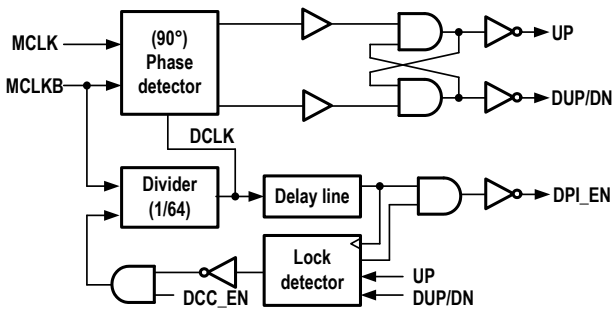 MCLK
MCLKB
(90°)
Phase
detector
UP
DUP/DN
DCLK
Divider
(1/64)
Delay line
DPI_EN
Lock
detector
UP
DUP/DN
DCC_EN